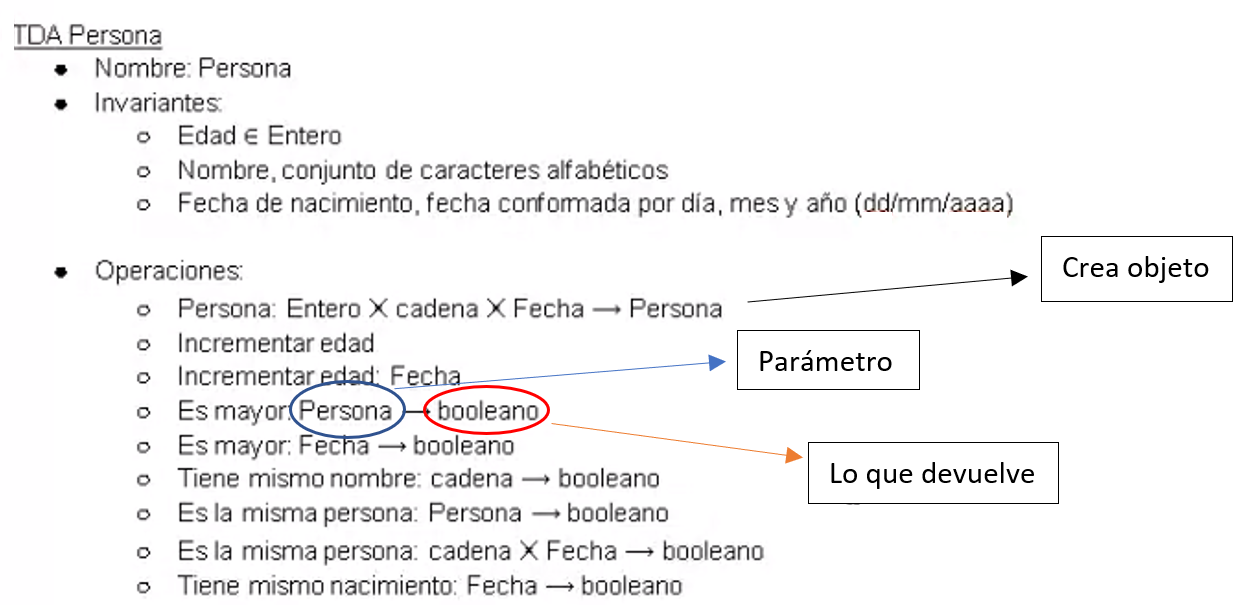 TDA Persona
● Nombre: Persona
● Invariantes:
○ Edad ∈ Entero
○ Nombre, conjunto de caracteres alfabéticos
○ Fecha de nacimiento, fecha conformada por día, mes y año (dd/mm/aaaa)
● Operaciones:
Crea objeto
○ Persona: Entero X cadena X Fecha → Persona
○ Incrementar edad
Parámetro
○ Incrementar edad: Fecha
○ Es mayor: Persona → booleano
○ Es mayor: Fecha → booleano
Lo que devuelve
○ Tiene mismo nombre: cadena → booleano
○ Es la misma persona: Persona → booleano
○ Es la misma persona: cadena X Fecha → booleano
○ Tiene mismo nacimiento: Fecha → booleano